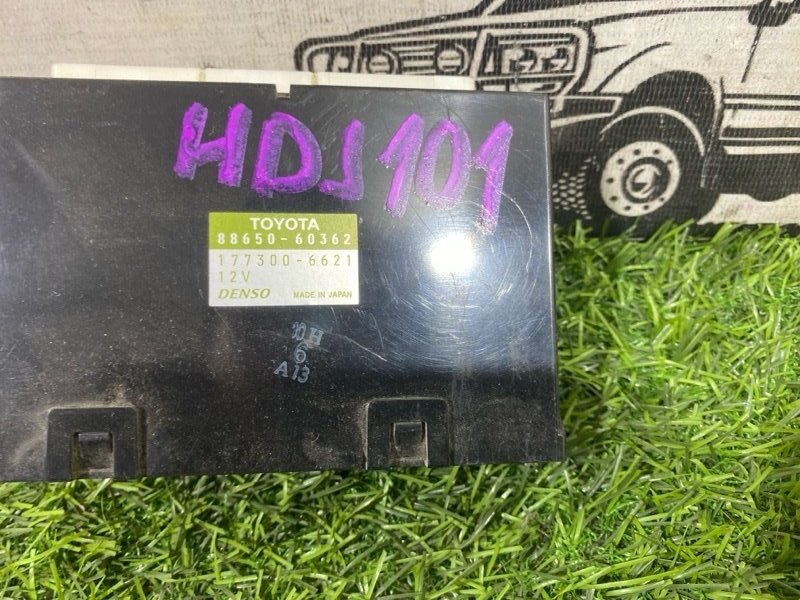 HDJ101
TOYOTA
88650-60362
177300-6621
12V
DENSO MADE IN JAPAN
10H
6
A13